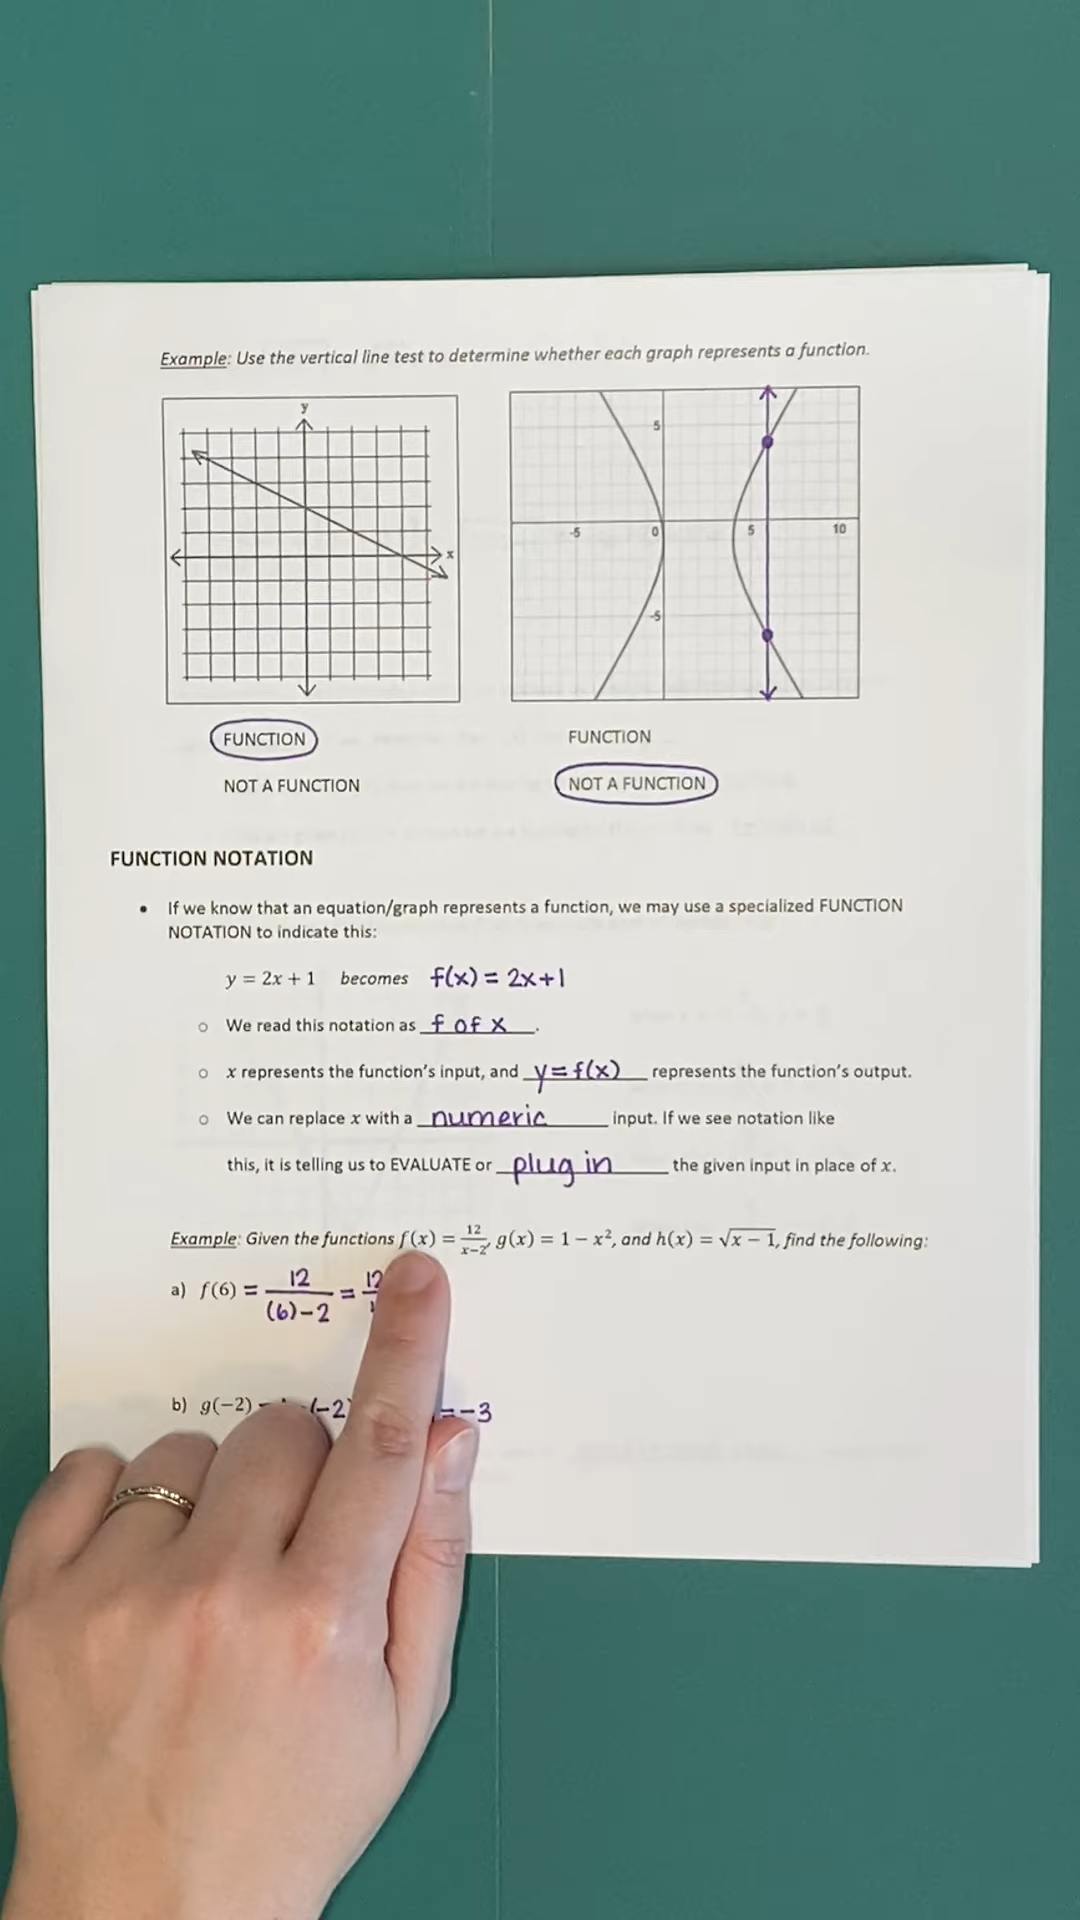 Example: Use the vertical line test to determine whether each graph represents a function.
y
x
5
-5
0
5
10
-5
FUNCTION
NOT A FUNCTION
FUNCTION
NOT A FUNCTION
FUNCTION NOTATION
• If we know that an equation/graph represents a function, we may use a specialized FUNCTION
NOTATION to indicate this:
y = 2x + 1 becomes f(x) = 2x+1
○ We read this notation as f of x.
○ x represents the function's input, and y = f(x) represents the function's output.
○ We can replace x with a numeric input. If we see notation like
this, it is telling us to EVALUATE or plug in the given input in place of x.
Example: Given the functions f(x) = 12/(x−2), g(x) = 1 − x², and h(x) = √(x − 1), find the following:
a) f(6) = 12/((6)−2) = 12
b) g(−2) (−2) = −3